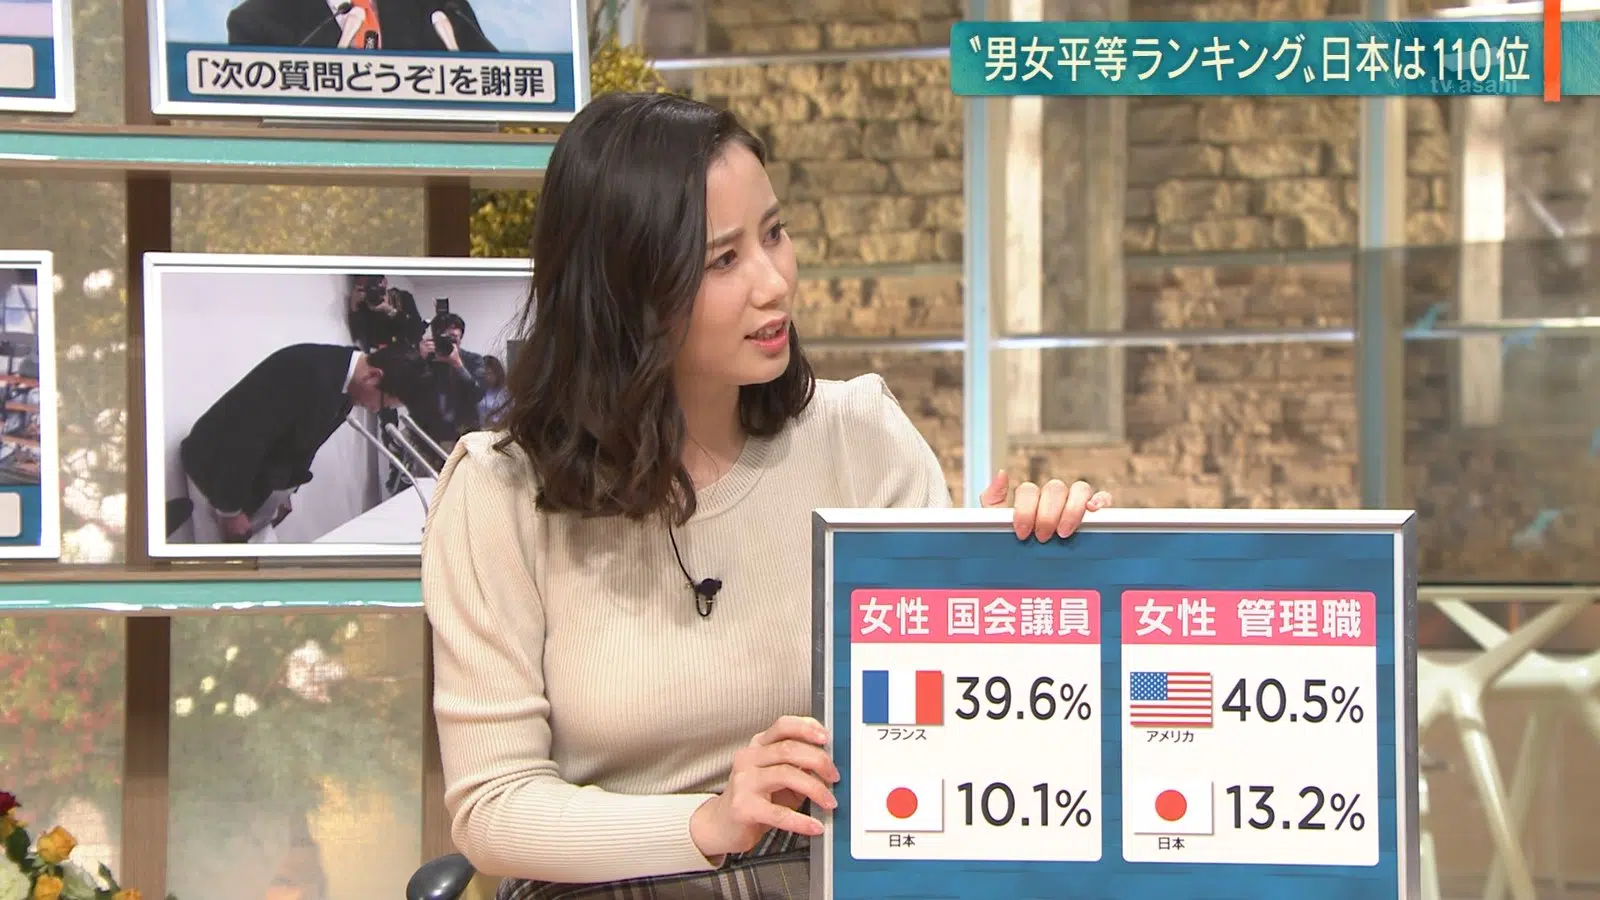 「次の質問どうぞ」を謝罪
〝男女平等ランキング〟日本は110位
tv asahi
女性 国会議員
フランス
39.6%
日本
10.1%
女性 管理職
アメリカ
40.5%
日本
13.2%